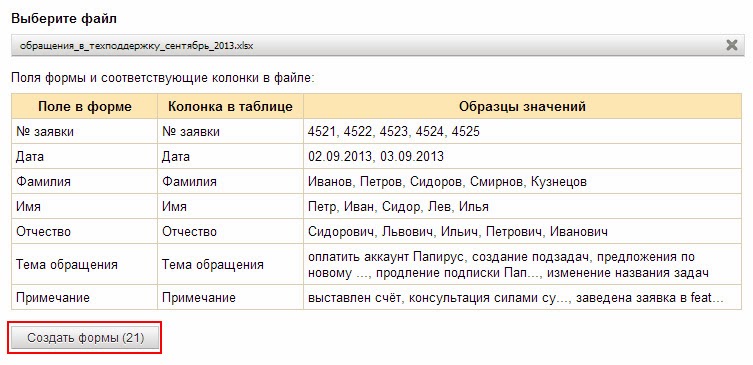 Выберите файл
обращения_в_техподдержку_сентябрь_2013.xlsx
Поля формы и соответствующие колонки в файле:
Поле в форме Колонка в таблице Образцы значений
№ заявки № заявки 4521, 4522, 4523, 4524, 4525
Дата Дата 02.09.2013, 03.09.2013
Фамилия Фамилия Иванов, Петров, Сидоров, Смирнов, Кузнецов
Имя Имя Петр, Иван, Сидор, Лев, Илья
Отчество Отчество Сидорович, Львович, Ильич, Петрович, Иванович
Тема обращения Тема обращения оплатить аккаунт Папирус, создание подзадач, предложения по
новому ..., продление подписки Пап..., изменение названия задач
Примечание Примечание выставлен счёт, консультация силами су..., заведена заявка в feat...
Создать формы (21)